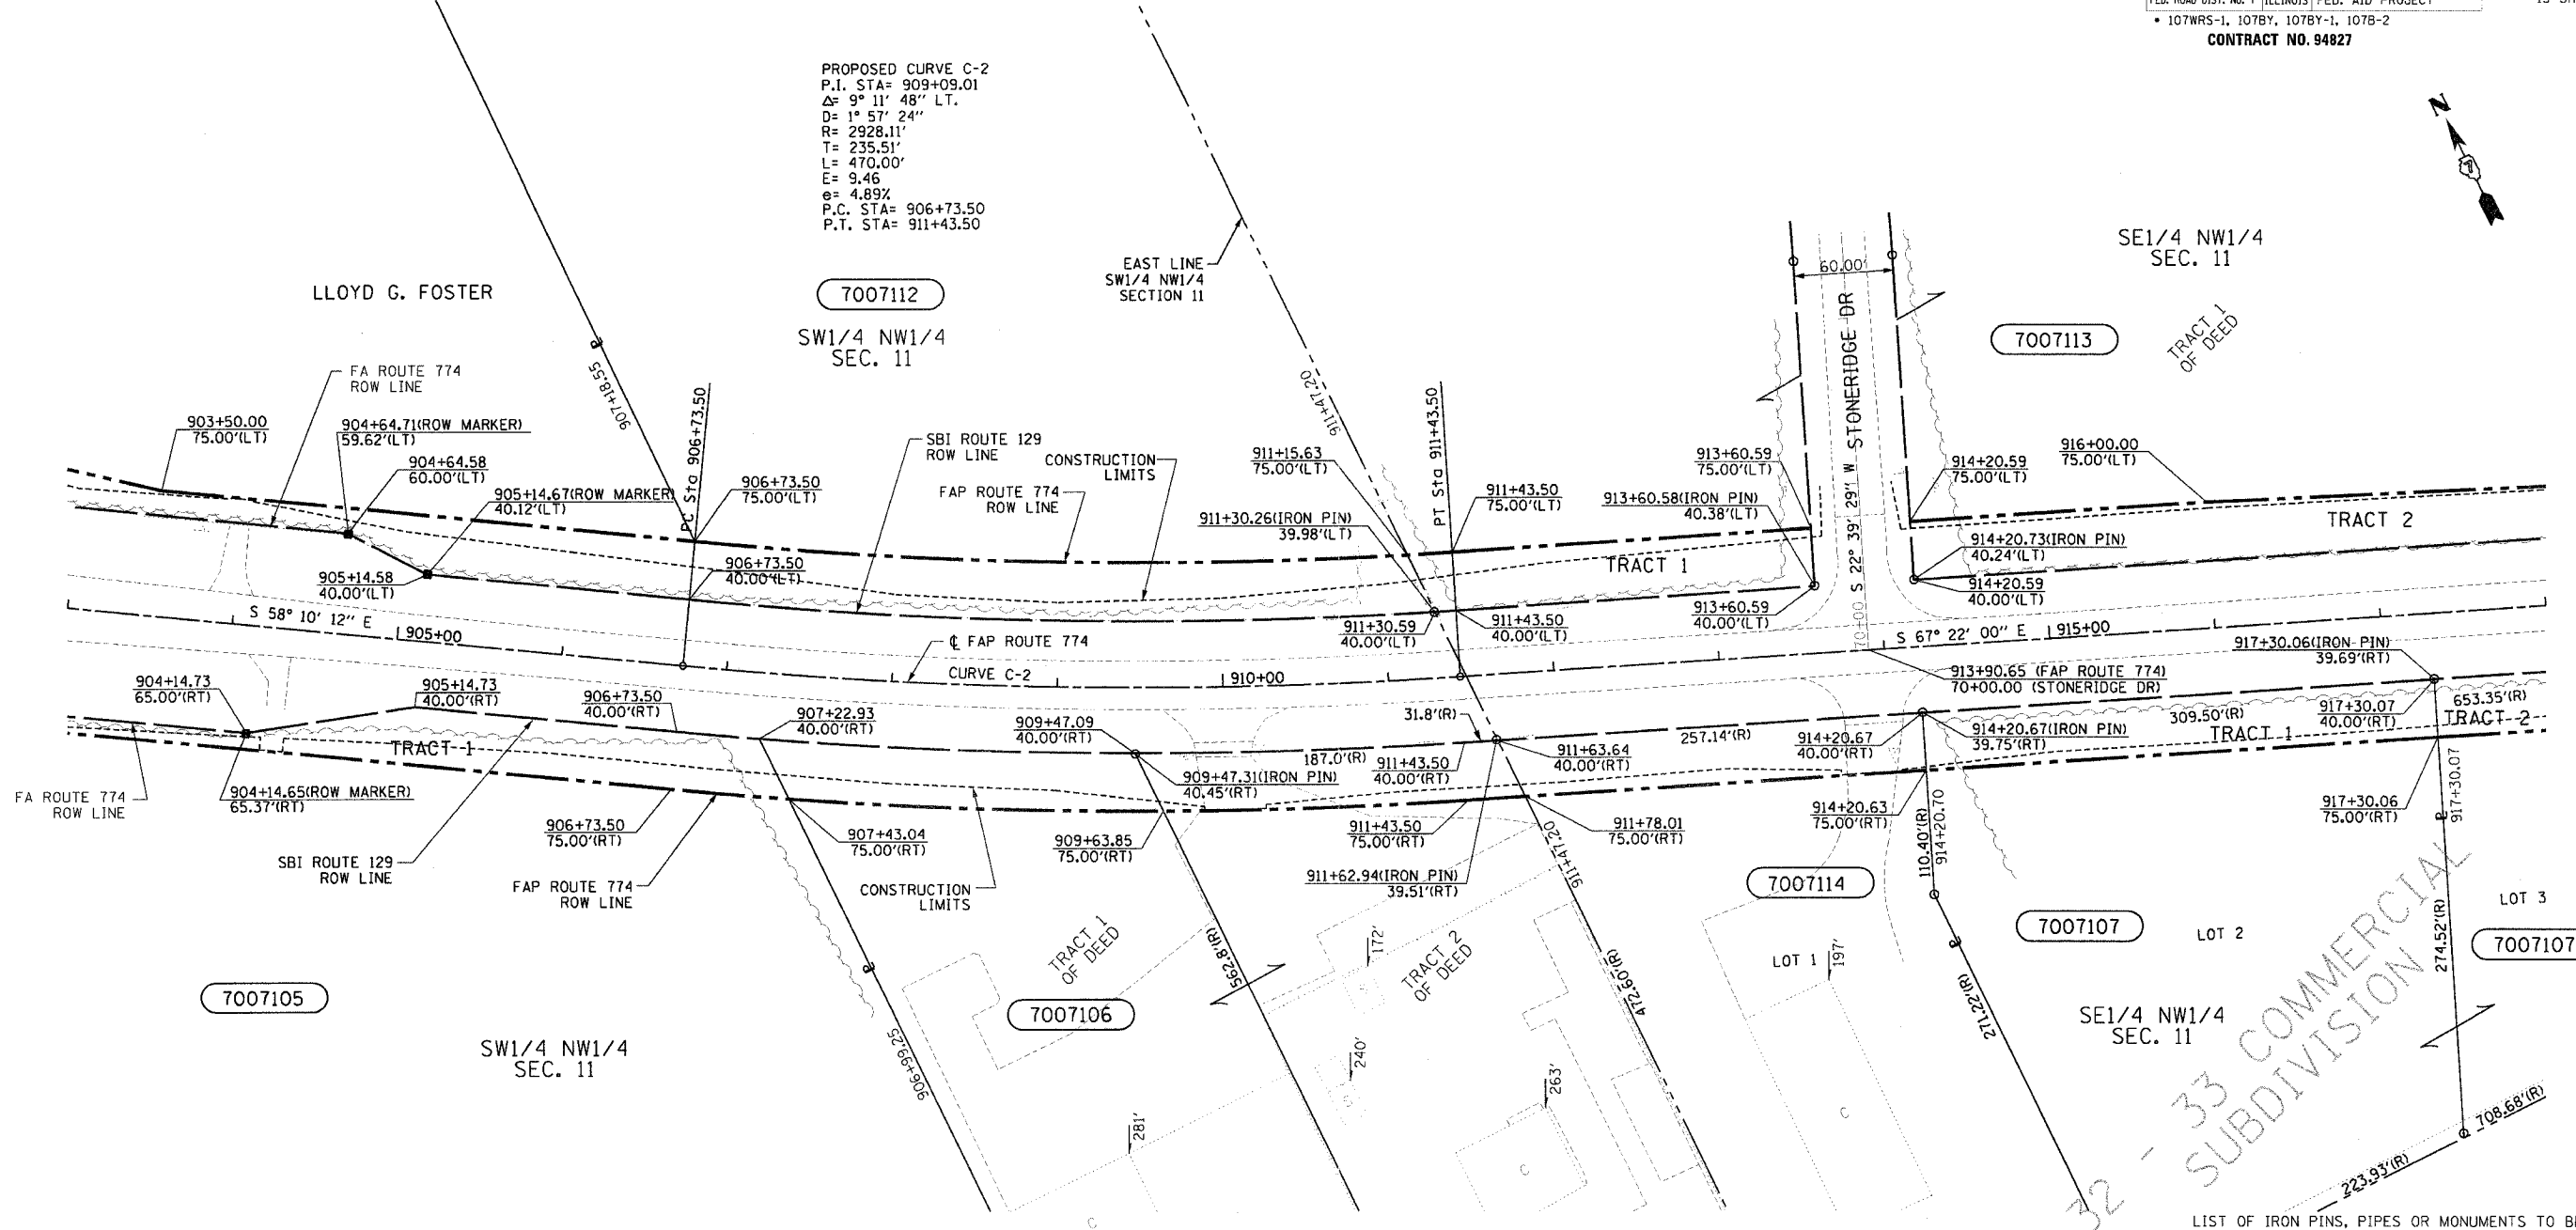 FED. ROAD DIST. NO. 7 ILLINOIS FED. AID PROJECT
• 107WRS-1, 107BY, 107BY-1, 107B-2
CONTRACT NO. 94827
PROPOSED CURVE C-2
P.I. STA= 909+09.01
Δ= 9° 11' 48" LT.
D= 1° 57' 24"
R= 2928.11'
T= 235.51'
L= 470.00'
E= 9.46
e= 4.89%
P.C. STA= 906+73.50
P.T. STA= 911+43.50
N
7
EAST LINE
SW1/4 NW1/4
SECTION 11
60.00'
SE1/4 NW1/4
SEC. 11
LLOYD G. FOSTER
7007112
SW1/4 NW1/4
SEC. 11
7007113
TRACT 1
OF DEED
FA ROUTE 774
ROW LINE
907+18.55
911+47.20
S 22° 39' 29" W STONERIDGE DR
70+00
903+50.00
75.00'(LT)
904+64.71(ROW MARKER)
59.62'(LT)
904+64.58
60.00'(LT)
905+14.67(ROW MARKER)
40.12'(LT)
PC Sta 906+73.50
906+73.50
75.00'(LT)
SBI ROUTE 129
ROW LINE
CONSTRUCTION
LIMITS
FAP ROUTE 774
ROW LINE
911+15.63
75.00'(LT)
911+30.26(IRON PIN)
39.98'(LT)
PT Sta 911+43.50
911+43.50
75.00'(LT)
913+60.59
75.00'(LT)
913+60.58(IRON PIN)
40.38'(LT)
914+20.59
75.00'(LT)
916+00.00
75.00'(LT)
TRACT 2
914+20.73(IRON PIN)
40.24'(LT)
914+20.59
40.00'(LT)
TRACT 1
905+14.58
40.00'(LT)
906+73.50
40.00'(LT)
911+30.59
40.00'(LT)
911+43.50
40.00'(LT)
913+60.59
40.00'(LT)
S 58° 10' 12" E
905+00
℄ FAP ROUTE 774
CURVE C-2
910+00
S 67° 22' 00" E
915+00
913+90.65 (FAP ROUTE 774)
70+00.00 (STONERIDGE DR)
917+30.06(IRON PIN)
39.69'(RT)
904+14.73
65.00'(RT)
905+14.73
40.00'(RT)
906+73.50
40.00'(RT)
907+22.93
40.00'(RT)
909+47.09
40.00'(RT)
31.8'(R)
257.14'(R)
309.50'(R)
653.35'(R)
917+30.07
40.00'(RT)
TRACT 2
TRACT 1
914+20.67
40.00'(RT)
914+20.67(IRON PIN)
39.75'(RT)
TRACT 1
187.0'(R)
911+43.50
40.00'(RT)
911+63.64
40.00'(RT)
909+47.31(IRON PIN)
40.45'(RT)
FA ROUTE 774
ROW LINE
904+14.65(ROW MARKER)
65.37'(RT)
SBI ROUTE 129
ROW LINE
906+73.50
75.00'(RT)
FAP ROUTE 774
ROW LINE
907+43.04
75.00'(RT)
CONSTRUCTION
LIMITS
909+63.85
75.00'(RT)
911+43.50
75.00'(RT)
911+62.94(IRON PIN)
39.51'(RT)
911+47.20
911+78.01
75.00'(RT)
914+20.63
75.00'(RT)
110.40'(R)
914+20.70
917+30.06
75.00'(RT)
917+30.07
7007114
7007107
LOT 2
LOT 3
7007107
274.52'(R)
TRACT 1
OF DEED
562.8'(R)
172'
TRACT 2
OF DEED
472.60'(R)
LOT 1
197'
271.22'(R)
7007105
7007106
SW1/4 NW1/4
SEC. 11
906+99.25
240'
263'
281'
C
C
C
SE1/4 NW1/4
SEC. 11
32 - 33 COMMERCIAL
SUBDIVISION
708.68'(R)
223.93'(R)
LIST OF IRON PINS, PIPES OR MONUMENTS TO